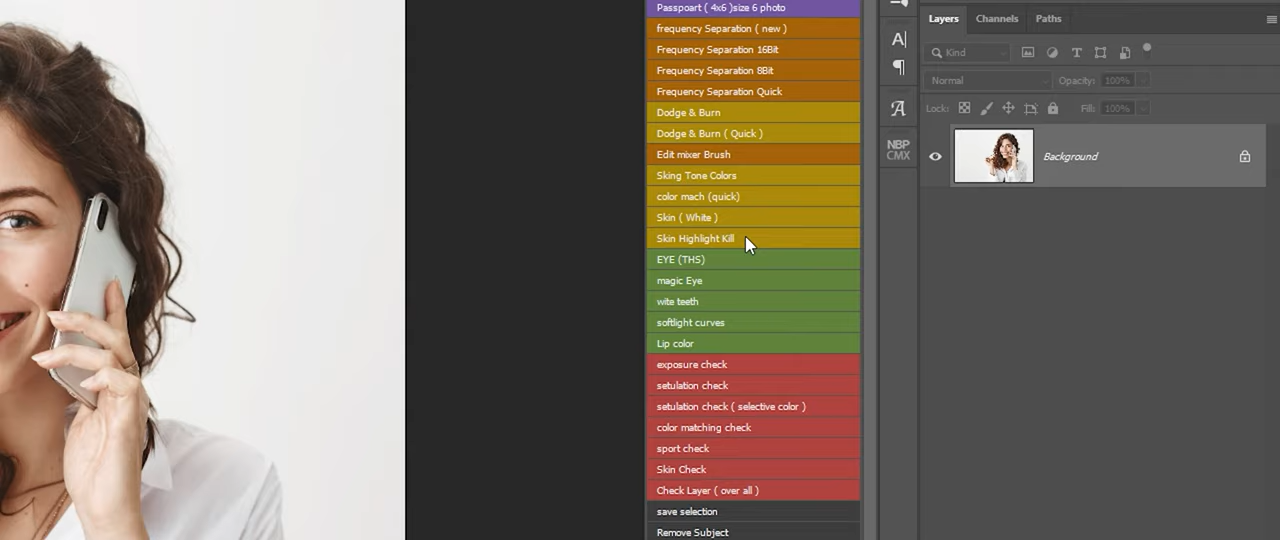 Passpoart ( 4x6 )size 6 photo
frequency Separation ( new )
Frequency Separation 16Bit
Frequency Separation 8Bit
Frequency Separation Quick
Dodge & Burn
Dodge & Burn ( Quick )
Edit mixer Brush
Sking Tone Colors
color mach (quick)
Skin ( White )
Skin Highlight Kill
EYE (THS)
magic Eye
wite teeth
softlight curves
Lip color
exposure check
setulation check
setulation check ( selective color )
color matching check
sport check
Skin Check
Check Layer ( over all )
save selection
Remove Subject
A
A
NBP
CMX
Layers Channels Paths
Kind
Normal Opacity: 100%
Lock: Fill: 100%
Background